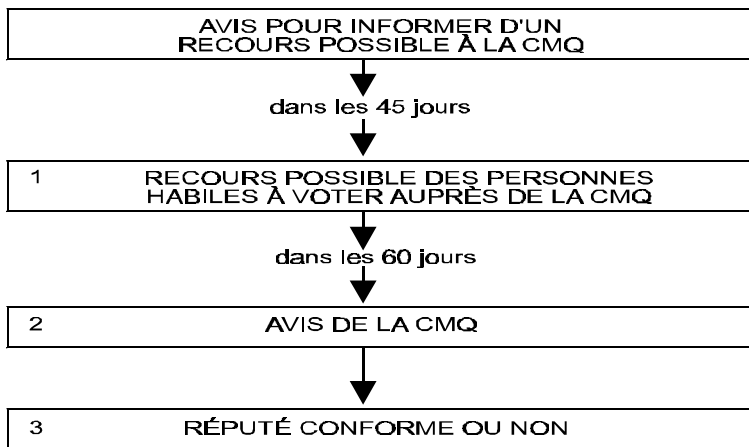 AVIS POUR INFORMER D'UN
RECOURS POSSIBLE À LA CMQ
dans les 45 jours
1 RECOURS POSSIBLE DES PERSONNES
HABILES À VOTER AUPRÈS DE LA CMQ
dans les 60 jours
2 AVIS DE LA CMQ
3 RÉPUTÉ CONFORME OU NON